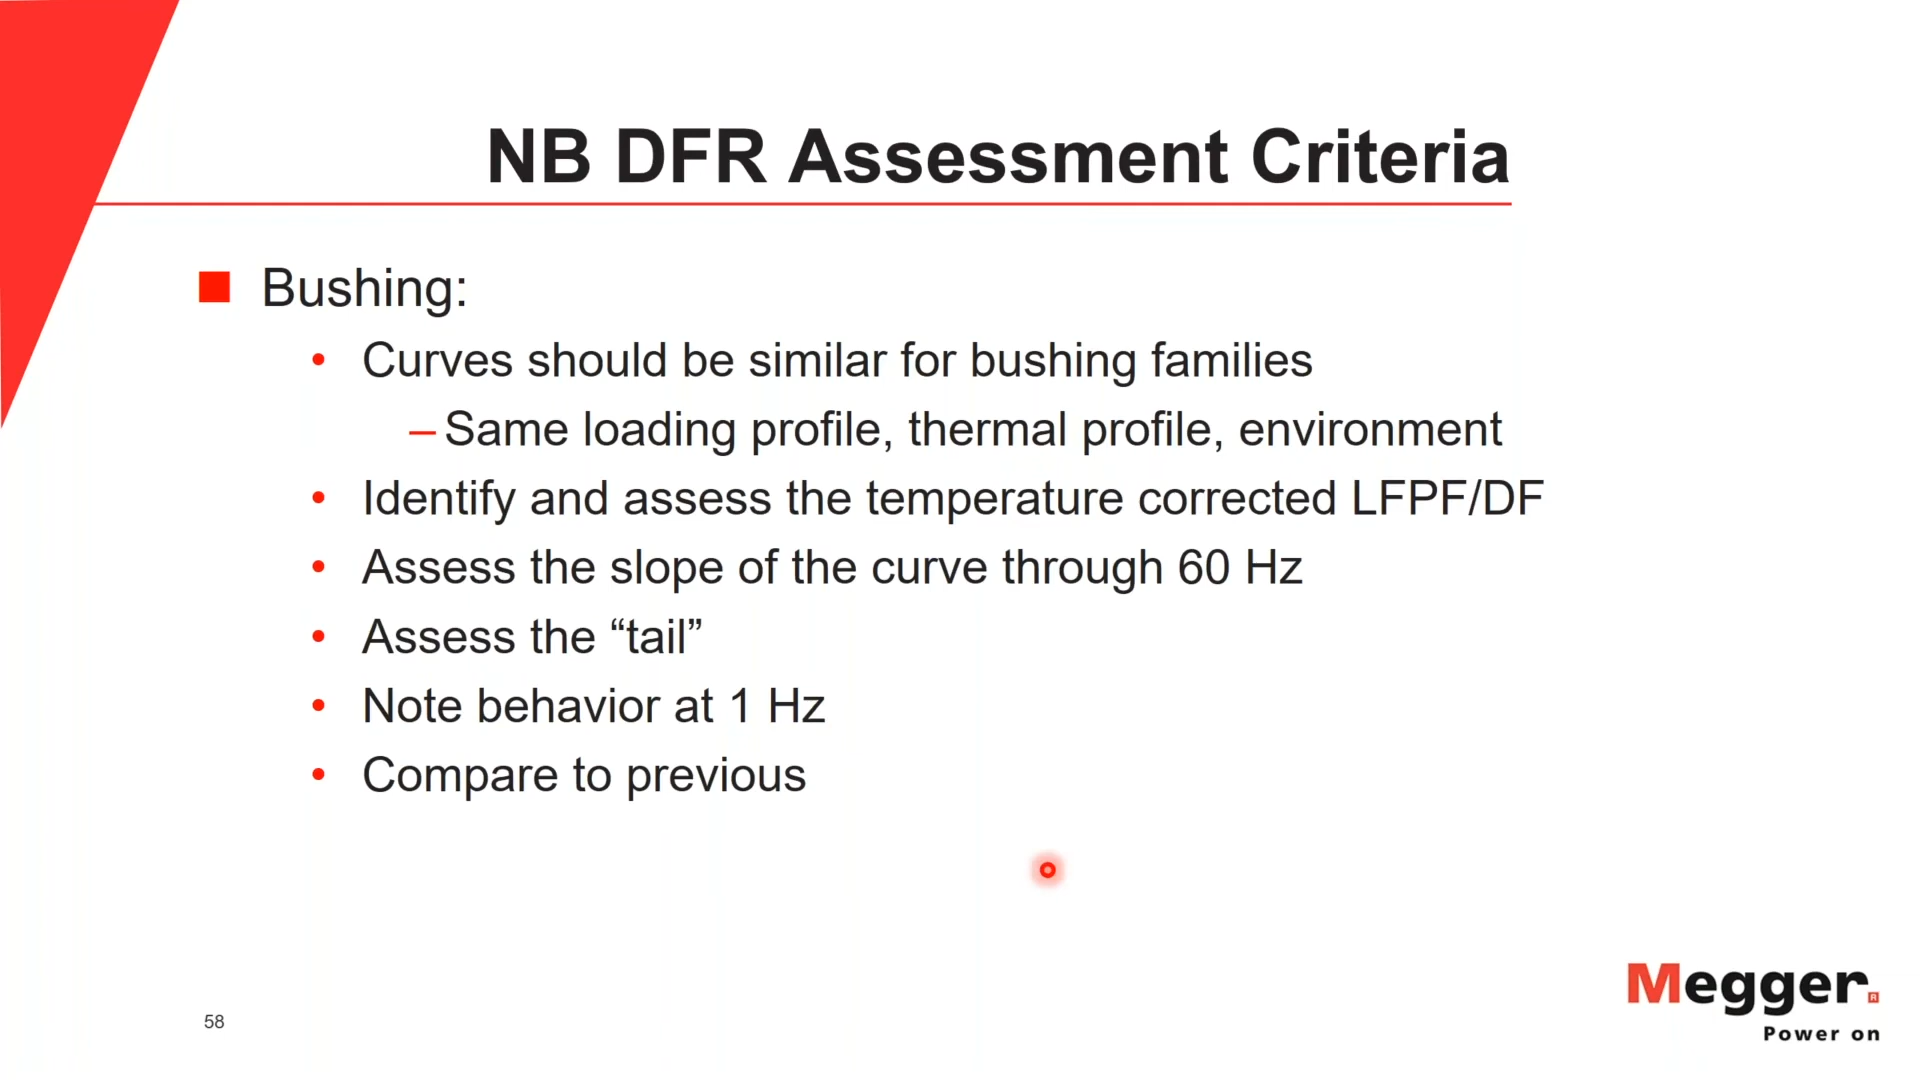 NB DFR Assessment Criteria
Bushing:
• Curves should be similar for bushing families
– Same loading profile, thermal profile, environment
• Identify and assess the temperature corrected LFPF/DF
• Assess the slope of the curve through 60 Hz
• Assess the “tail”
• Note behavior at 1 Hz
• Compare to previous
58
Megger.
Power on